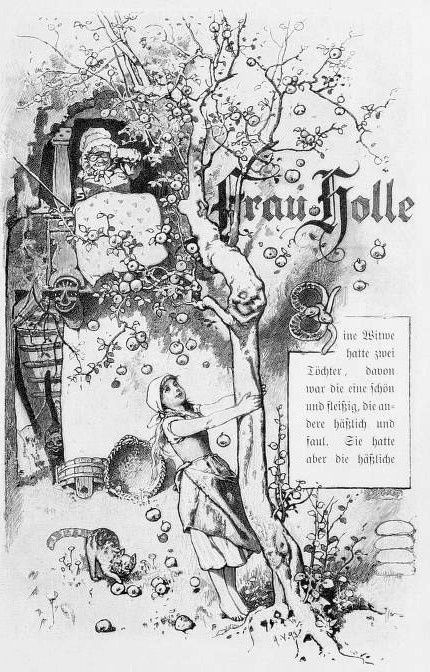 Frau Holle
Eine Witwe
hatte zwei
Töchter, davon
war die eine ſchön
und fleißig, die an-
dere häßlich und
faul. Sie hatte
aber die häßliche